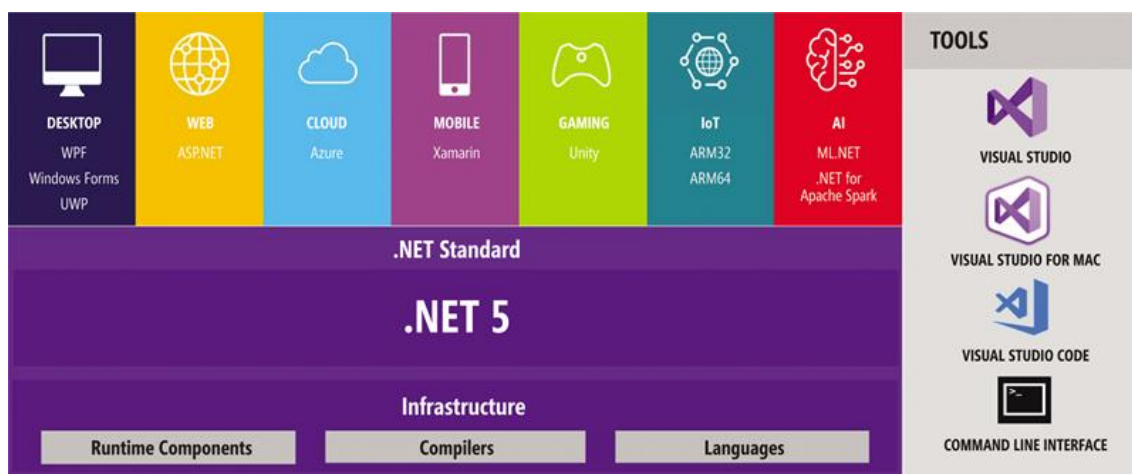 DESKTOP
WPF
Windows Forms
UWP
WEB
ASP.NET
CLOUD
Azure
MOBILE
Xamarin
GAMING
Unity
IoT
ARM32
ARM64
AI
ML.NET
.NET for
Apache Spark
.NET Standard
.NET 5
Infrastructure
Runtime Components
Compilers
Languages
TOOLS
VISUAL STUDIO
VISUAL STUDIO FOR MAC
VISUAL STUDIO CODE
>_
COMMAND LINE INTERFACE